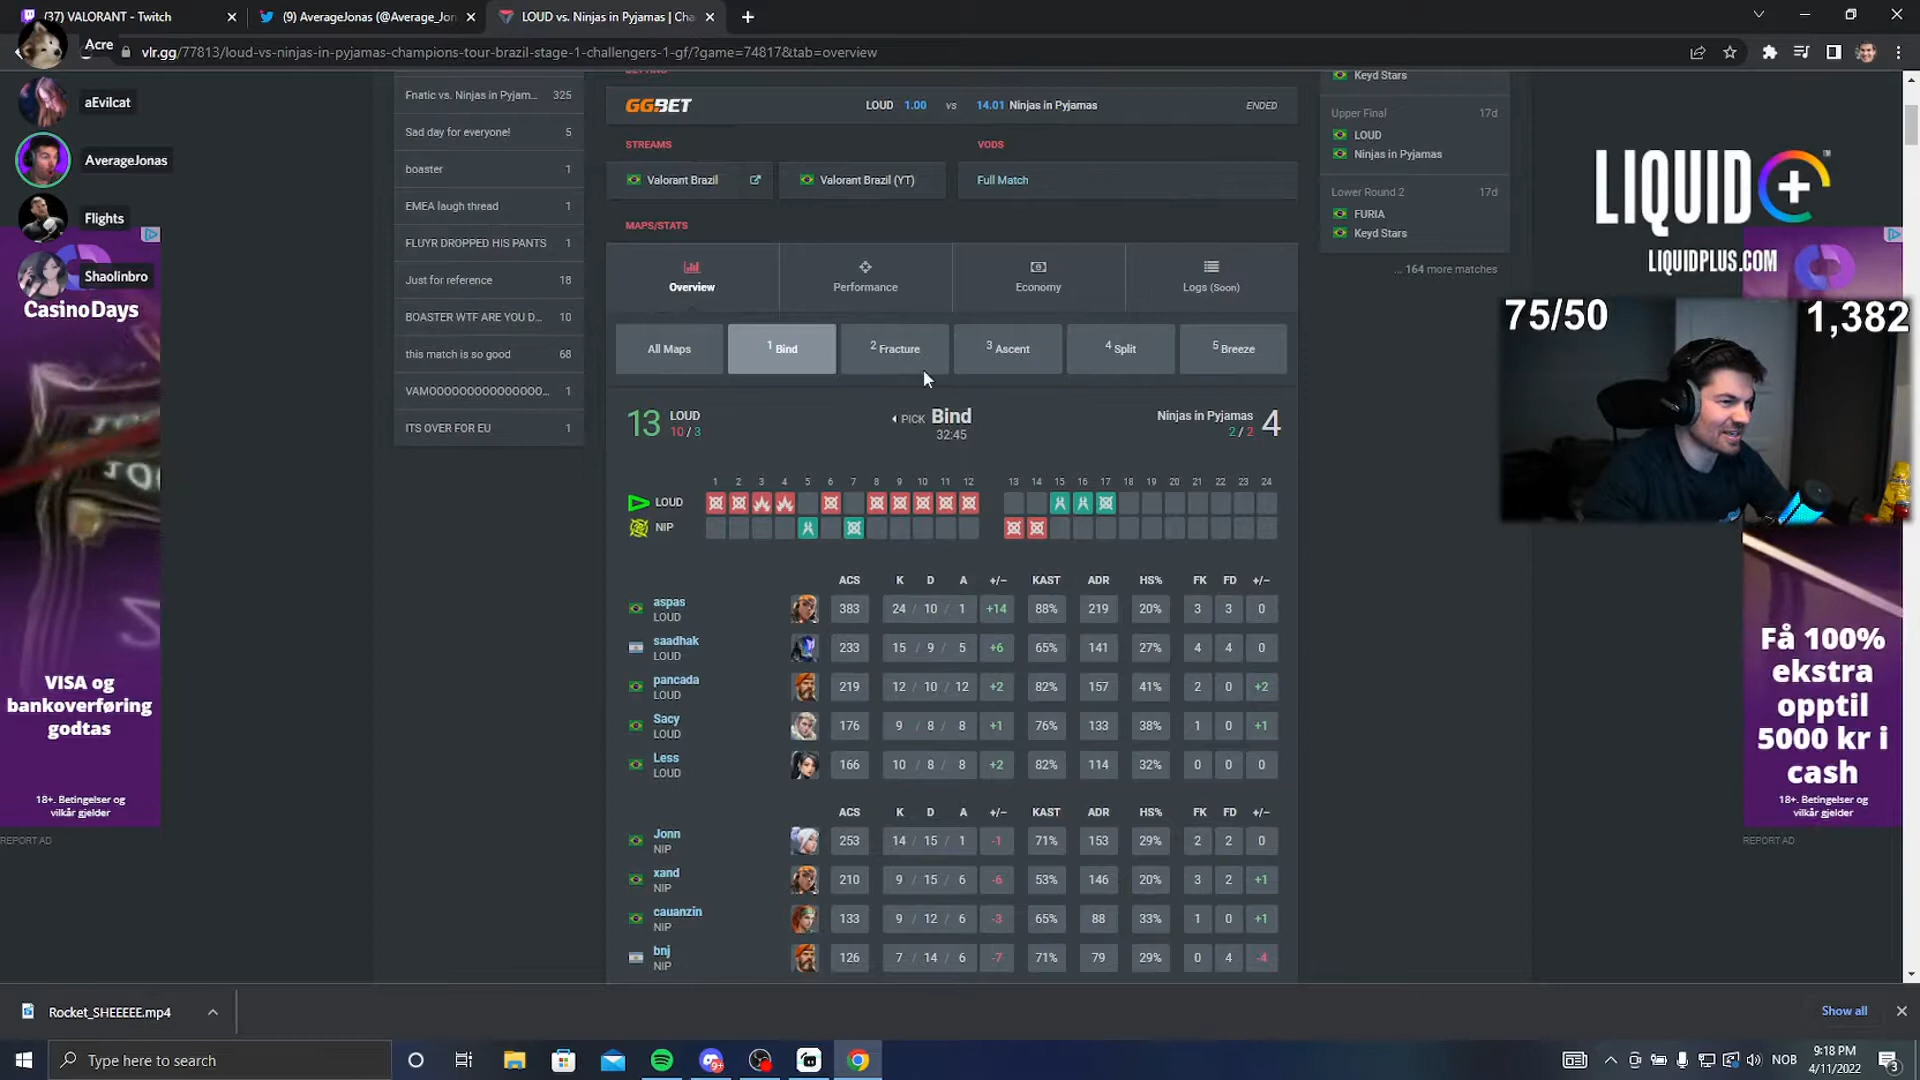 (37) VALORANT - Twitch
(9) AverageJonas (@Average_Jon
LOUD vs. Ninjas in Pyjamas | Cha
Acre
vlr.gg/77813/loud-vs-ninjas-in-pyjamas-champions-tour-brazil-stage-1-challengers-1-gf/?game=74817&tab=overview
aEvilcat
AverageJonas
Flights
Shaolinbro
CasinoDays
VISA og
bankoverføring
godtas
18+. Betingelser og
vilkår gjelder
REPORT AD
Fnatic vs. Ninjas in Pyjam... 325
Sad day for everyone! 5
boaster 1
EMEA laugh thread 1
FLUYR DROPPED HIS PANTS 1
Just for reference 18
BOASTER WTF ARE YOU D... 10
this match is so good 68
VAMOOOOOOOOOOOOOOOO... 1
ITS OVER FOR EU 1
GGBET LOUD 1.00 vs 14.01 Ninjas in Pyjamas ENDED
STREAMS VODS
Valorant Brazil Valorant Brazil (YT) Full Match
MAPS/STATS
Overview Performance Economy Logs (Soon)
All Maps 1 Bind 2 Fracture 3 Ascent 4 Split 5 Breeze
13 LOUD PICK Bind Ninjas in Pyjamas 4
10 / 3 32:45 2 / 2
1 2 3 4 5 6 7 8 9 10 11 12 13 14 15 16 17 18 19 20 21 22 23 24
LOUD
NIP
ACS K D A +/– KAST ADR HS% FK FD +/–
aspas LOUD 383 24 / 10 / 1 +14 88% 219 20% 3 3 0
saadhak LOUD 233 15 / 9 / 5 +6 65% 141 27% 4 4 0
pancada LOUD 219 12 / 10 / 12 +2 82% 157 41% 2 0 +2
Sacy LOUD 176 9 / 8 / 8 +1 76% 133 38% 1 0 +1
Less LOUD 166 10 / 8 / 8 +2 82% 114 32% 0 0 0
ACS K D A +/– KAST ADR HS% FK FD +/–
Jonn NIP 253 14 / 15 / 1 -1 71% 153 29% 2 2 0
xand NIP 210 9 / 15 / 6 -6 53% 146 20% 3 2 +1
cauanzin NIP 133 9 / 12 / 6 -3 65% 88 33% 1 0 +1
bnj NIP 126 7 / 14 / 6 -7 71% 79 29% 0 4 -4
Keyd Stars
Upper Final 17d
LOUD
Ninjas in Pyjamas
Lower Round 2 17d
FURIA
Keyd Stars
... 164 more matches
LIQUID+
LIQUIDPLUS.COM
75/50 1,382
Få 100%
ekstra
opptil
5000 kr i
cash
18+. Betingelser og
vilkår gjelder
REPORT AD
Rocket_SHEEEEE.mp4
Show all
Type here to search
NOB
9:18 PM
4/11/2022
3